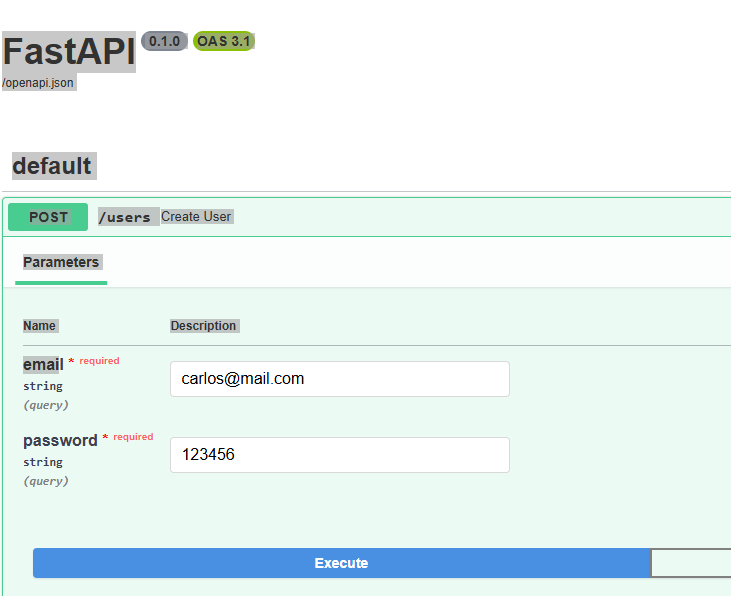 FastAPI 0.1.0 OAS 3.1
/openapi.json
default
POST /users Create User
Parameters
Name Description
email * required
string
(query)
carlos@mail.com
password * required
string
(query)
123456
Execute